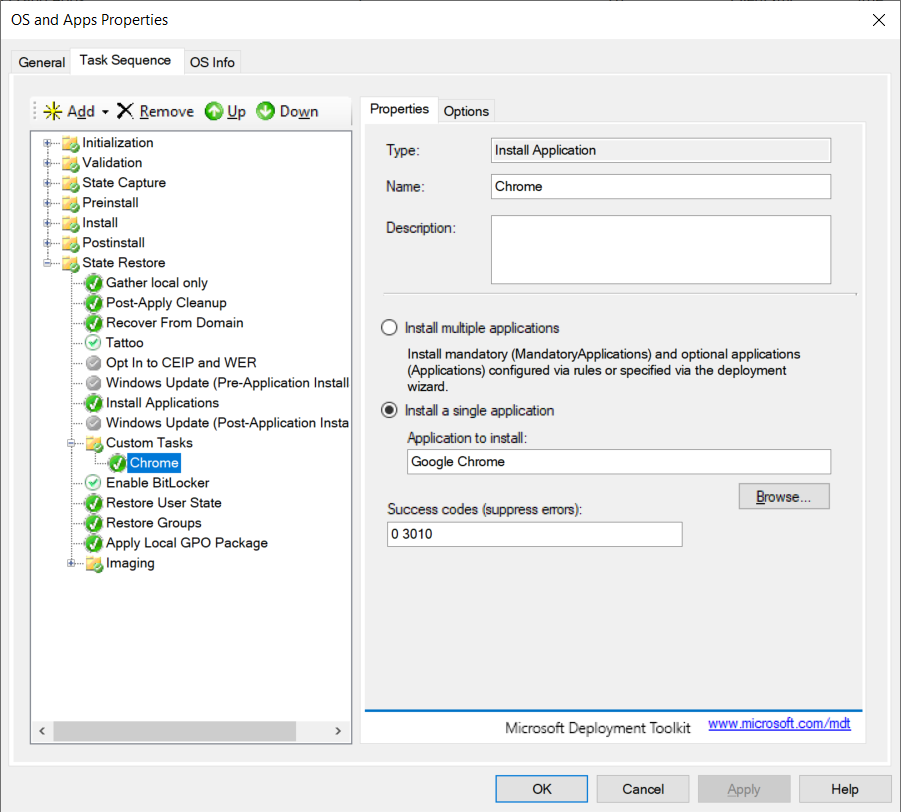 OS and Apps Properties
General
Task Sequence
OS Info
Add
Remove
Up
Down
Initialization
Validation
State Capture
Preinstall
Install
Postinstall
State Restore
Gather local only
Post-Apply Cleanup
Recover From Domain
Tattoo
Opt In to CEIP and WER
Windows Update (Pre-Application Install
Install Applications
Windows Update (Post-Application Insta
Custom Tasks
Chrome
Enable BitLocker
Restore User State
Restore Groups
Apply Local GPO Package
Imaging
Properties
Options
Type:
Install Application
Name:
Chrome
Description:
Install multiple applications
Install mandatory (MandatoryApplications) and optional applications
(Applications) configured via rules or specified via the deployment
wizard.
Install a single application
Application to install:
Google Chrome
Browse...
Success codes (suppress errors):
0 3010
Microsoft Deployment Toolkit
www.microsoft.com/mdt
OK
Cancel
Apply
Help